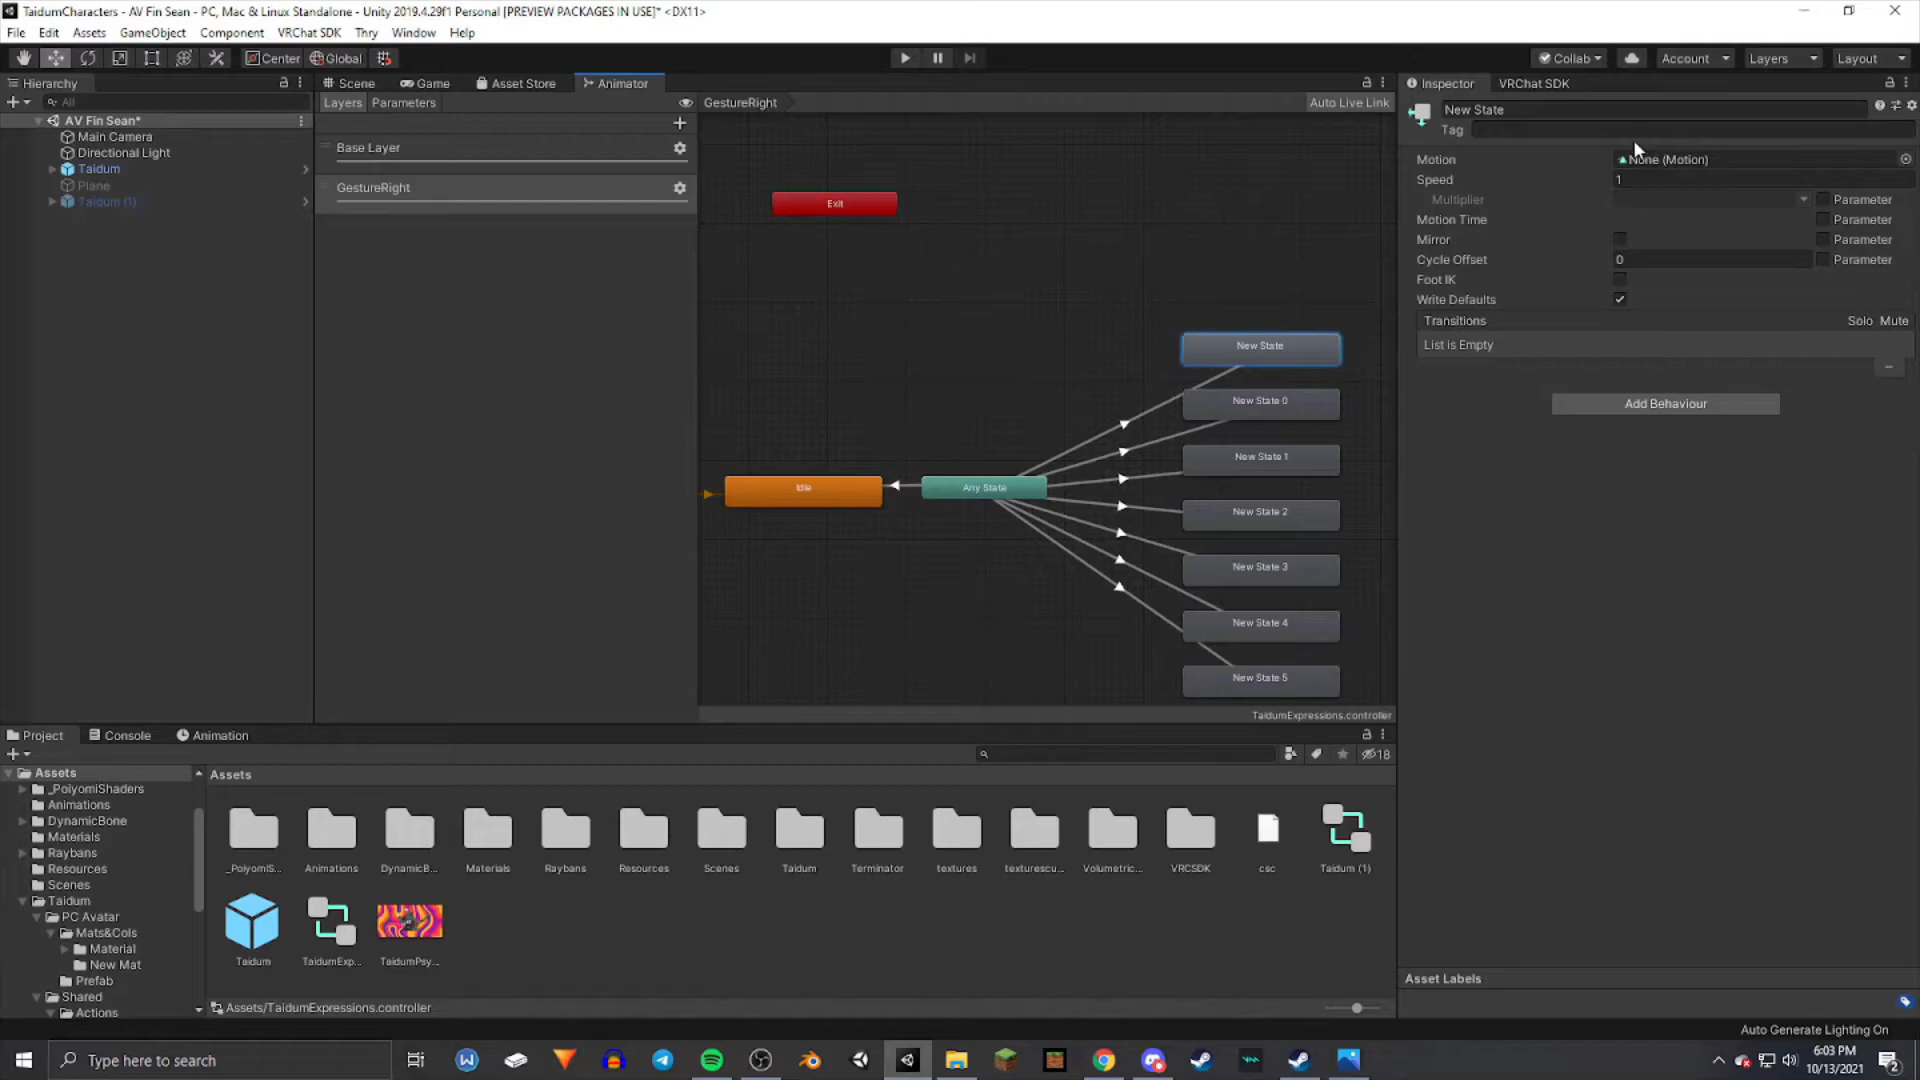 TaidumCharacters - AV Fin Sean - PC, Mac & Linux Standalone - Unity 2019.4.29f1 Personal [PREVIEW PACKAGES IN USE]* <DX11>
File Edit Assets GameObject Component VRChat SDK Thry Window Help
Center Global Collab Account Layers Layout
Hierarchy Scene Game Asset Store Animator Inspector VRChat SDK
All Layers Parameters GestureRight Auto Live Link New State
AV Fin Sean*
Tag
Main Camera
Directional Light
Taidum
Plane
Taidum (1)
Base Layer
GestureRight
Exit
New State
New State 0
New State 1
Idle
Any State
New State 2
New State 3
New State 4
New State 5
TaidumExpressions.controller
Motion None (Motion)
Speed 1
Multiplier Parameter
Motion Time Parameter
Mirror Parameter
Cycle Offset 0 Parameter
Foot IK
Write Defaults
Transitions Solo Mute
List is Empty
Add Behaviour
Asset Labels
Auto Generate Lighting On
Project Console Animation
18
Assets
_PoiyomiShaders
Animations
DynamicBone
Materials
Raybans
Resources
Scenes
Taidum
PC Avatar
Mats&Cols
Material
New Mat
Prefab
Shared
Actions
Assets
_PoiyomiS... Animations DynamicB... Materials Raybans Resources Scenes Taidum Terminator textures texturescu... Volumetric... VRCSDK csc Taidum (1)
Taidum TaidumExp... TaidumPsy...
Assets/TaidumExpressions.controller
Type here to search
6:03 PM
10/13/2021
2